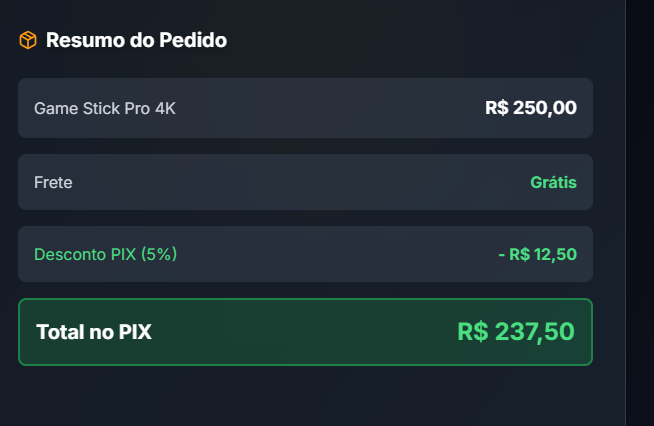 Resumo do Pedido
Game Stick Pro 4K R$ 250,00
Frete Grátis
Desconto PIX (5%) - R$ 12,50
Total no PIX R$ 237,50